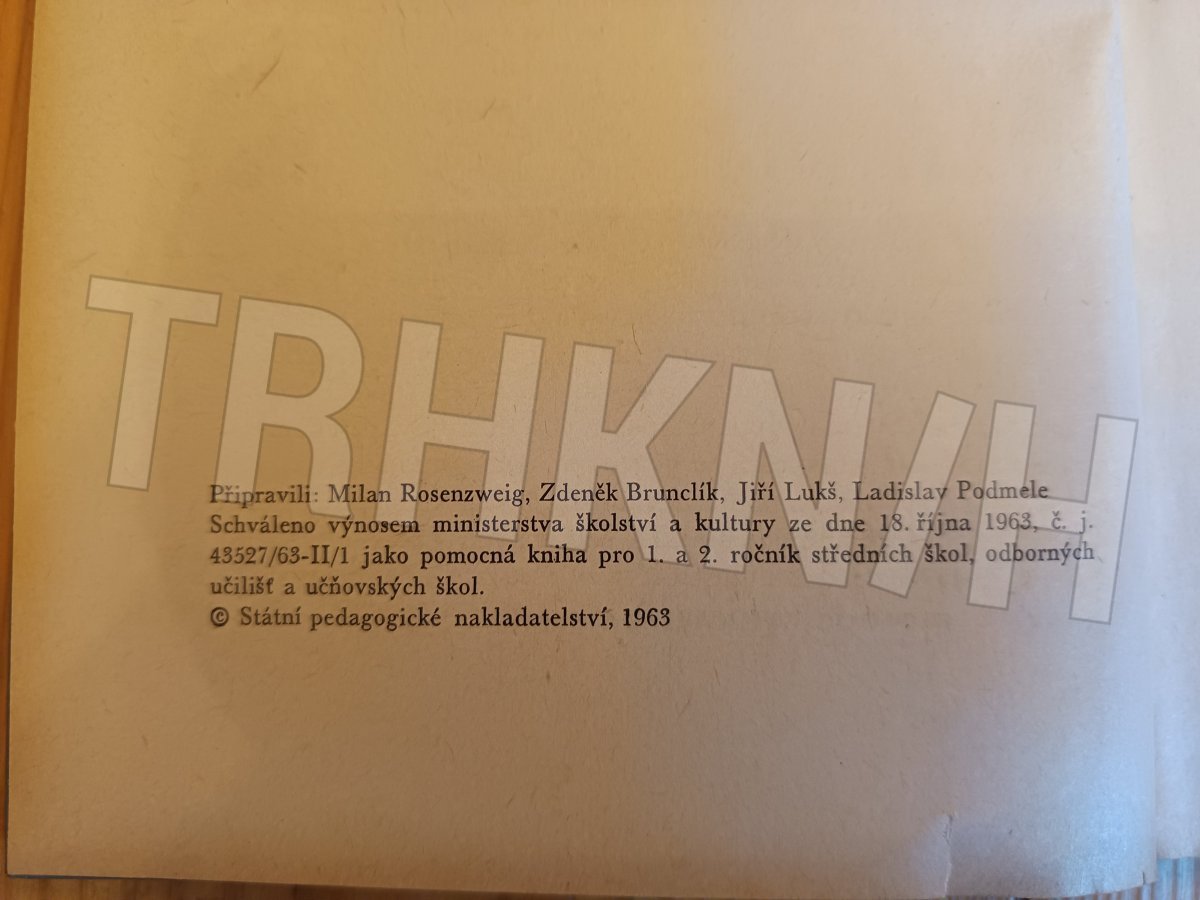 TRHKNIH
Připravili: Milan Rosenzweig, Zdeněk Brunclík, Jiří Lukš, Ladislav Podmele
Schváleno výnosem ministerstva školství a kultury ze dne 18. října 1963, č. j.
43527/63-II/1 jako pomocná kniha pro 1. a 2. ročník středních škol, odborných
učilišť a učňovských škol.
© Státní pedagogické nakladatelství, 1963